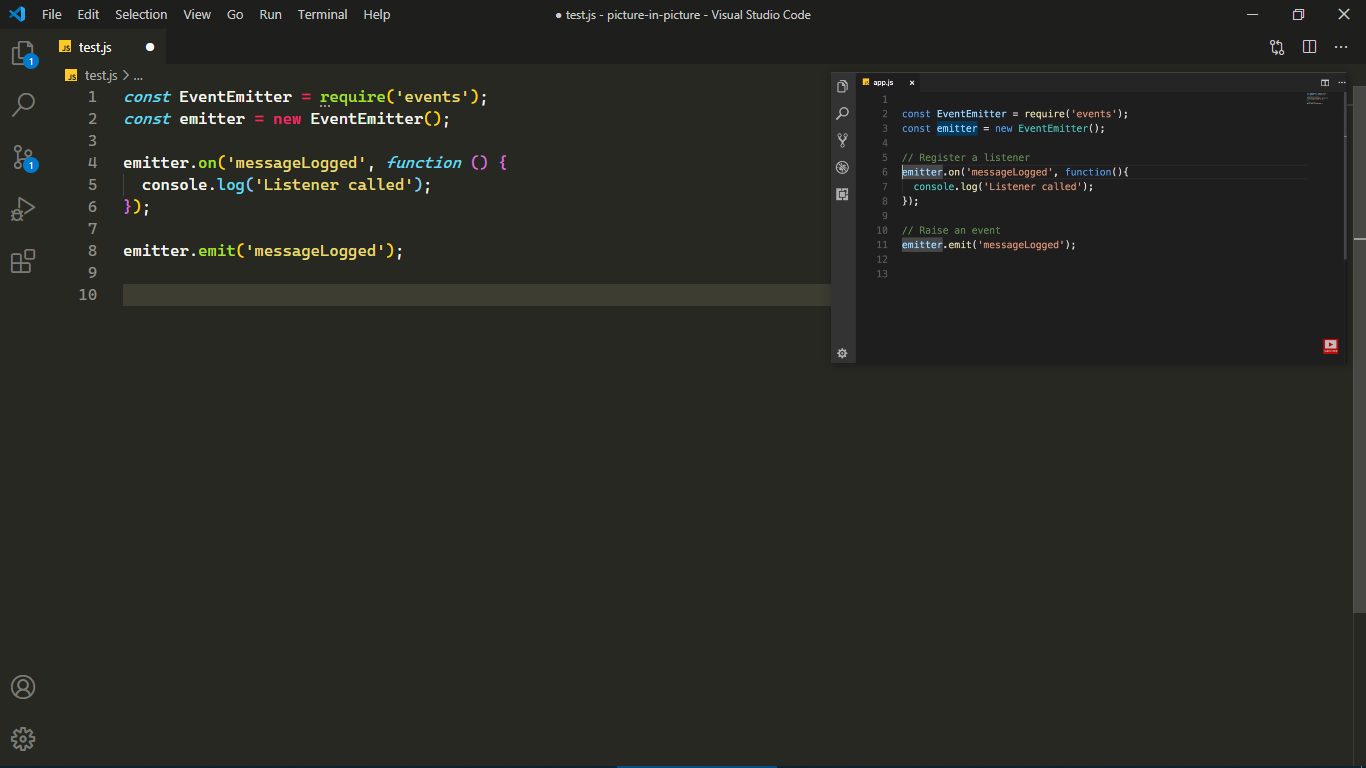 File Edit Selection View Go Run Terminal Help
● test.js - picture-in-picture - Visual Studio Code
JS test.js ●
JS test.js > ...
1 const EventEmitter = require('events');
2 const emitter = new EventEmitter();
3
4 emitter.on('messageLogged', function () {
5   console.log('Listener called');
6 });
7
8 emitter.emit('messageLogged');
9
10
1
1
app.js ×
1
2 const EventEmitter = require('events');
3 const emitter = new EventEmitter();
4
5 // Register a listener
6 emitter.on('messageLogged', function(){
7   console.log('Listener called');
8 });
9
10 // Raise an event
11 emitter.emit('messageLogged');
12
13